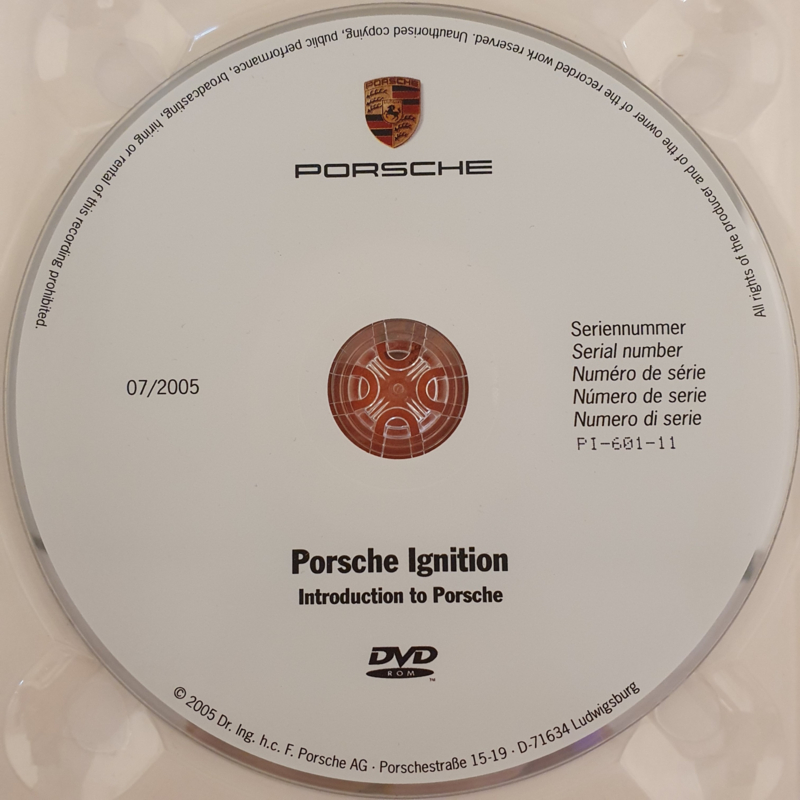 All rights of the producer and of the owner of the recorded work reserved. Unauthorised copying, public performance, broadcasting, hiring or rental of this recording prohibited.
PORSCHE
PORSCHE
07/2005
Seriennummer
Serial number
Numéro de série
Número de serie
Numero di serie
PI-601-11
Porsche Ignition
Introduction to Porsche
DVD
ROM
TM
© 2005 Dr. Ing. h.c. F. Porsche AG · Porschestraße 15-19 · D-71634 Ludwigsburg